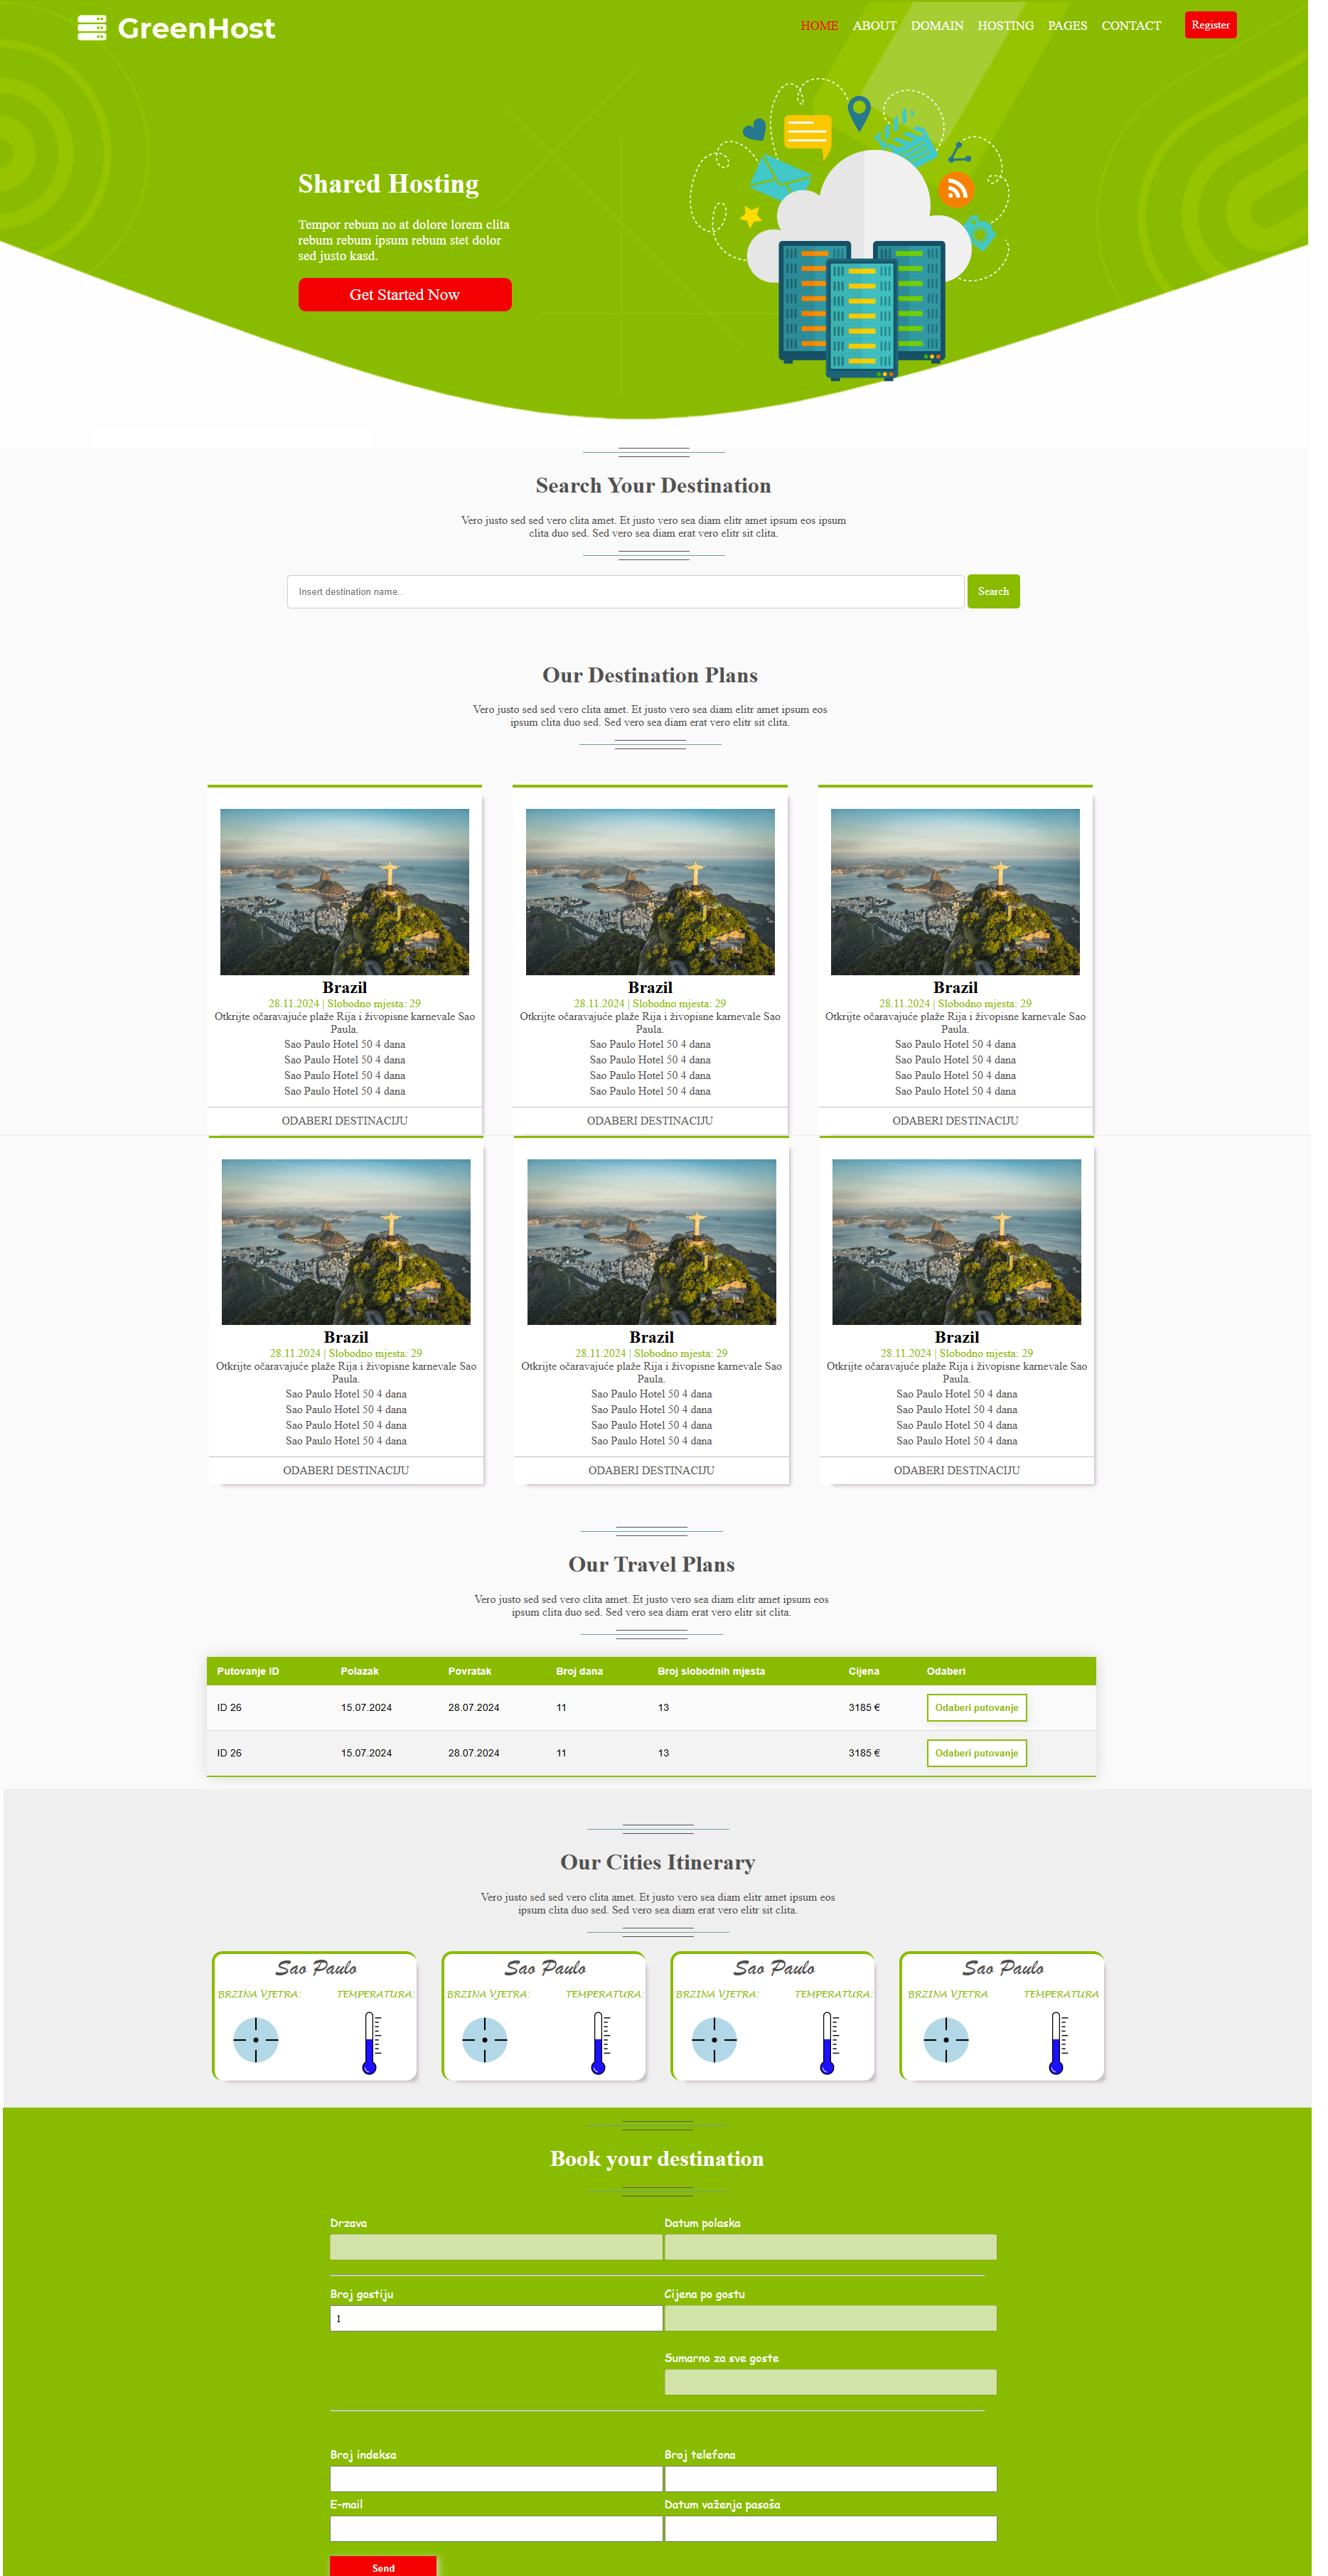 GreenHost
HOME ABOUT DOMAIN HOSTING PAGES CONTACT Register
Shared Hosting
Tempor rebum no at dolore lorem clita
rebum rebum ipsum rebum stet dolor
sed justo kasd.
Get Started Now
Search Your Destination
Vero justo sed sed vero clita amet. Et justo vero sea diam elitr amet ipsum eos ipsum
clita duo sed. Sed vero sea diam erat vero elitr sit clita.
Insert destination name..
Search
Our Destination Plans
Vero justo sed sed vero clita amet. Et justo vero sea diam elitr amet ipsum eos
ipsum clita duo sed. Sed vero sea diam erat vero elitr sit clita.
Brazil
28.11.2024 | Slobodno mjesta: 29
Otkrijte očaravajuće plaže Rija i živopisne karnevale Sao
Paula.
Sao Paulo Hotel 50 4 dana
Sao Paulo Hotel 50 4 dana
Sao Paulo Hotel 50 4 dana
Sao Paulo Hotel 50 4 dana
ODABERI DESTINACIJU
Brazil
28.11.2024 | Slobodno mjesta: 29
Otkrijte očaravajuće plaže Rija i živopisne karnevale Sao
Paula.
Sao Paulo Hotel 50 4 dana
Sao Paulo Hotel 50 4 dana
Sao Paulo Hotel 50 4 dana
Sao Paulo Hotel 50 4 dana
ODABERI DESTINACIJU
Brazil
28.11.2024 | Slobodno mjesta: 29
Otkrijte očaravajuće plaže Rija i živopisne karnevale Sao
Paula.
Sao Paulo Hotel 50 4 dana
Sao Paulo Hotel 50 4 dana
Sao Paulo Hotel 50 4 dana
Sao Paulo Hotel 50 4 dana
ODABERI DESTINACIJU
Brazil
28.11.2024 | Slobodno mjesta: 29
Otkrijte očaravajuće plaže Rija i živopisne karnevale Sao
Paula.
Sao Paulo Hotel 50 4 dana
Sao Paulo Hotel 50 4 dana
Sao Paulo Hotel 50 4 dana
Sao Paulo Hotel 50 4 dana
ODABERI DESTINACIJU
Brazil
28.11.2024 | Slobodno mjesta: 29
Otkrijte očaravajuće plaže Rija i živopisne karnevale Sao
Paula.
Sao Paulo Hotel 50 4 dana
Sao Paulo Hotel 50 4 dana
Sao Paulo Hotel 50 4 dana
Sao Paulo Hotel 50 4 dana
ODABERI DESTINACIJU
Brazil
28.11.2024 | Slobodno mjesta: 29
Otkrijte očaravajuće plaže Rija i živopisne karnevale Sao
Paula.
Sao Paulo Hotel 50 4 dana
Sao Paulo Hotel 50 4 dana
Sao Paulo Hotel 50 4 dana
Sao Paulo Hotel 50 4 dana
ODABERI DESTINACIJU
Our Travel Plans
Vero justo sed sed vero clita amet. Et justo vero sea diam elitr amet ipsum eos
ipsum clita duo sed. Sed vero sea diam erat vero elitr sit clita.
Putovanje ID Polazak Povratak Broj dana Broj slobodnih mjesta Cijena Odaberi
ID 26 15.07.2024 28.07.2024 11 13 3185 € Odaberi putovanje
ID 26 15.07.2024 28.07.2024 11 13 3185 € Odaberi putovanje
Our Cities Itinerary
Vero justo sed sed vero clita amet. Et justo vero sea diam elitr amet ipsum eos
ipsum clita duo sed. Sed vero sea diam erat vero elitr sit clita.
Sao Paulo
BRZINA VJETRA: TEMPERATURA:
Sao Paulo
BRZINA VJETRA: TEMPERATURA:
Sao Paulo
BRZINA VJETRA: TEMPERATURA:
Sao Paulo
BRZINA VJETRA TEMPERATURA
Book your destination
Drzava Datum polaska
Broj gostiju Cijena po gostu
1
Sumarno za sve goste
Broj indeksa Broj telefona
E-mail Datum važenja pasoša
Send